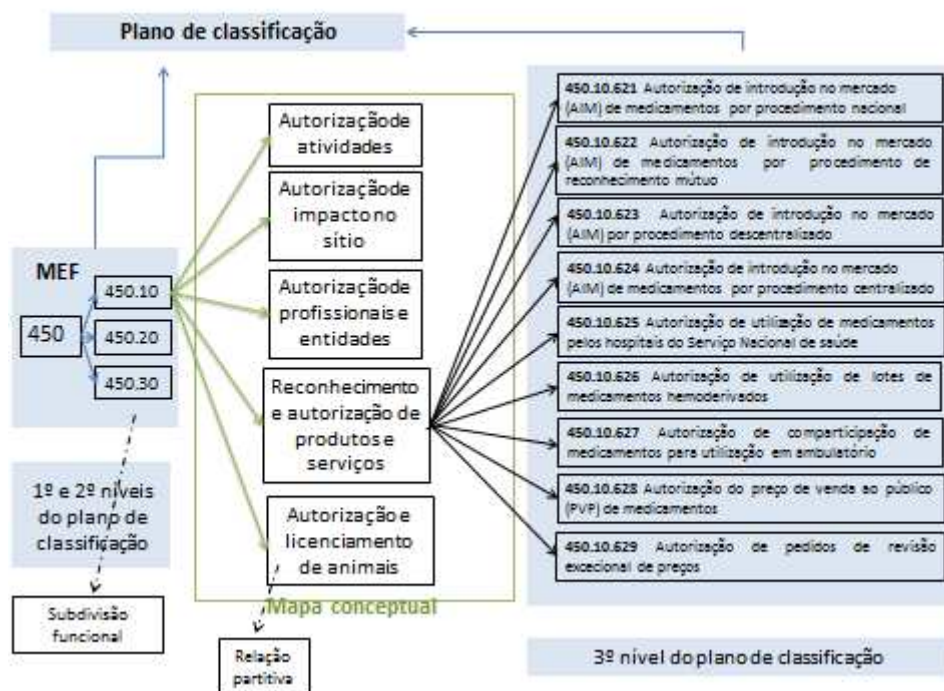 Plano de classificação
MEF
450
450.10
450.20
450.30
1º e 2º níveis
do plano de
classificação
Subdivisão
funcional
Autorizaçãode
atividades
Autorizaçãode
impacto no
sítio
Autorizaçãode
profissionais e
entidades
Reconhecimento
e autorização de
produtos e
serviços
Autorização e
licenciamento
de animais
Mapa conceptual
Relação
partitiva
450.10.621 Autorização de introdução no mercado
(AIM) de medicamentos por procedimento nacional
450.10.622 Autorização de introdução no mercado
(AIM) de medicamentos por procedimento de
reconhecimento mútuo
450.10.623 Autorização de introdução no mercado
(AIM) por procedimento descentralizado
450.10.624 Autorização de introdução no mercado
(AIM) de medicamentos por procedimento centralizado
450.10.625 Autorização de utilização de medicamentos
pelos hospitais do Serviço Nacional de saúde
450.10.626 Autorização de utilização de lotes de
medicamentos hemoderivados
450.10.627 Autorização de comparticipação de
medicamentos para utilização em ambulatório
450.10.628 Autorização do preço de venda ao público
(PVP) de medicamentos
450.10.629 Autorização de pedidos de revisão
excecional de preços
3º nível do plano de classificação